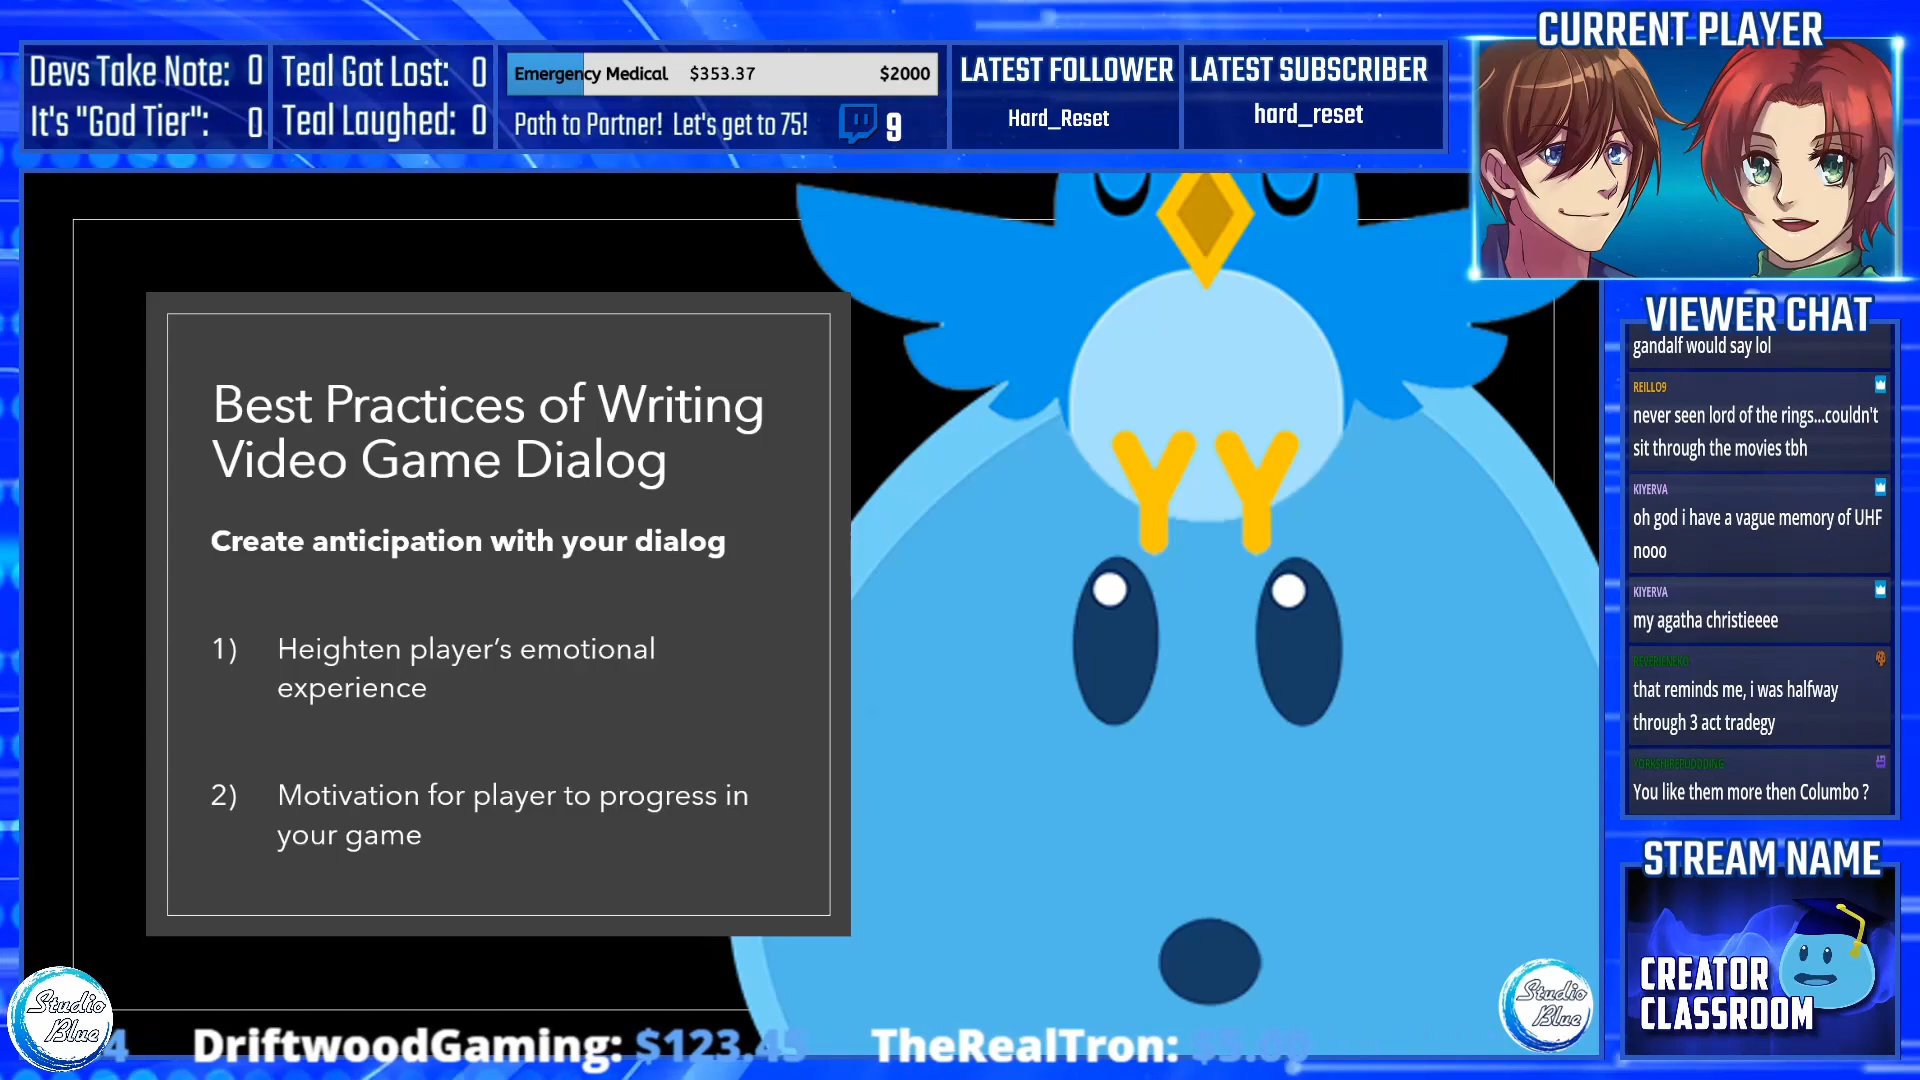 CURRENT PLAYER
Devs Take Note: 0
It's "God Tier": 0
Teal Got Lost: 0
Teal Laughed: 0
Emergency Medical $353.37 $2000
Path to Partner! Let's get to 75! 9
LATEST FOLLOWER
Hard_Reset
LATEST SUBSCRIBER
hard_reset
Best Practices of Writing
Video Game Dialog
Create anticipation with your dialog
1) Heighten player's emotional
experience
2) Motivation for player to progress in
your game
VIEWER CHAT
gandalf would say lol
REILLO9
never seen lord of the rings...couldn't
sit through the movies tbh
KIYERVA
oh god i have a vague memory of UHF
nooo
KIYERVA
my agatha christieeee
that reminds me, i was halfway
through 3 act tradegy
YORKSHIREPUDDDING
You like them more then Columbo ?
STREAM NAME
CREATOR
CLASSROOM
Studio
Blue
4 DriftwoodGaming: $123.45 TheRealTron: $5.00
Studio
Blue